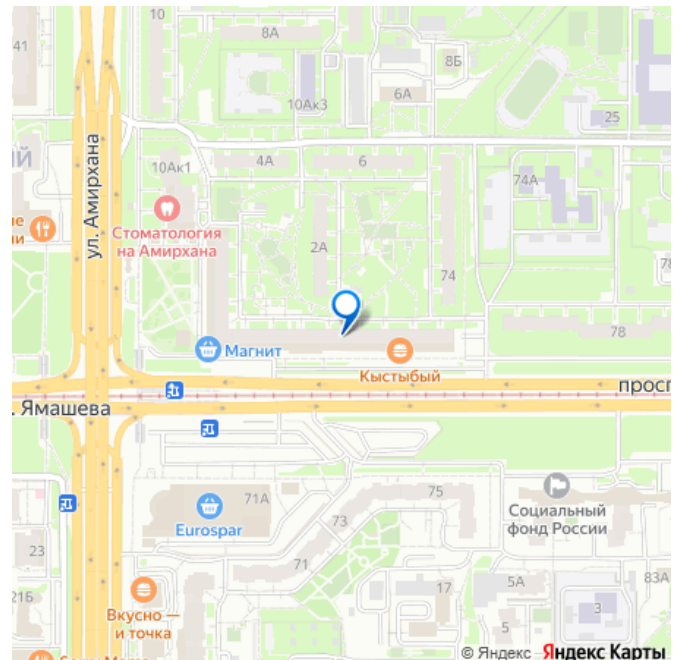 10
41
8А
8Б
6А
10Ак3
25
ул. Амирхана
ИЙ
10Ак1
4А
6
74А
Стоматология
на Амирхана
2А
74
78
Магнит
Кыстыбый
просп
. Ямашева
71А
75
Eurospar
73
Социальный
фонд России
23
71
17
5А
83А
21Б
5
3
Вкусно —
и точка
© Яндекс Яндекс Карты